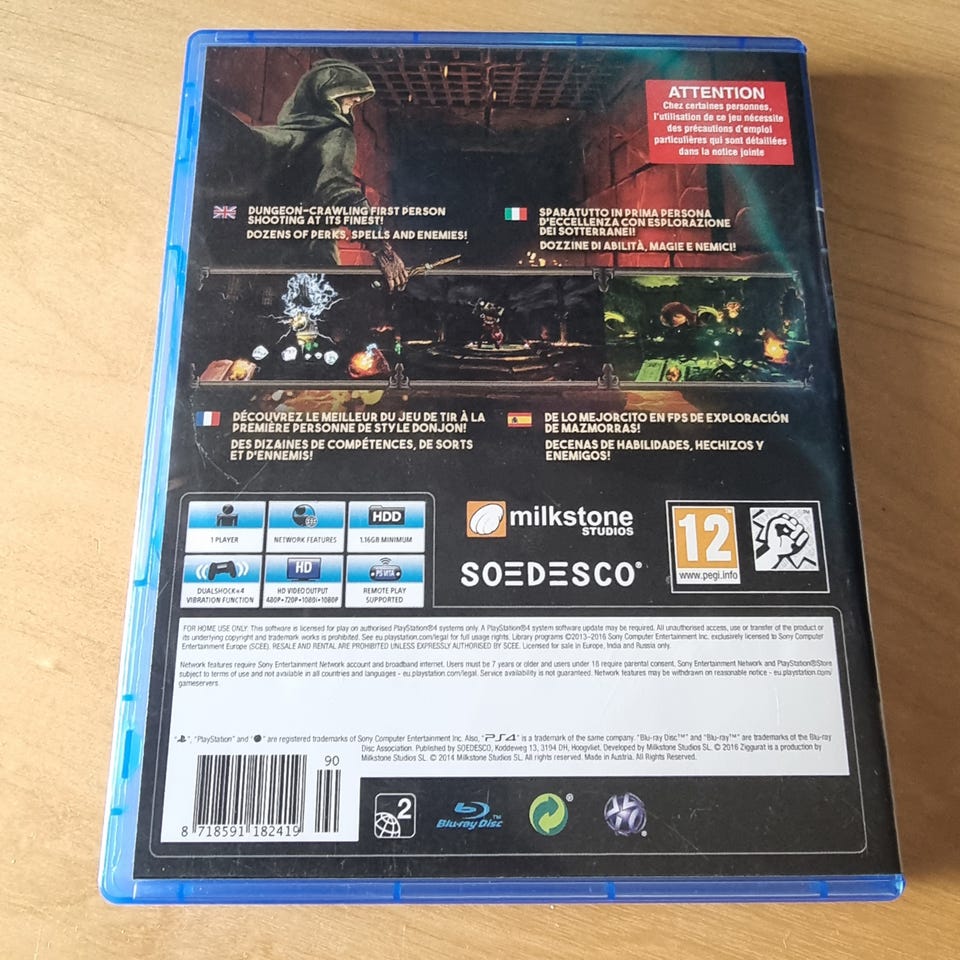 ATTENTION
Chez certaines personnes,
l'utilisation de ce jeu nécessite
des précautions d'emploi
particulières qui sont détaillées
dans la notice jointe
DUNGEON-CRAWLING FIRST PERSON
SHOOTING AT ITS FINEST!
DOZENS OF PERKS, SPELLS AND ENEMIES!
SPARATUTTO IN PRIMA PERSONA
D'ECCELLENZA CON ESPLORAZIONE
DEI SOTTERRANEI!
DOZZINE DI ABILITÀ, MAGIE E NEMICI!
DÉCOUVREZ LE MEILLEUR DU JEU DE TIR À LA
PREMIÈRE PERSONNE DE STYLE DONJON!
DES DIZAINES DE COMPÉTENCES, DE SORTS
ET D'ENNEMIS!
DE LO MEJORCITO EN FPS DE EXPLORACIÓN
DE MAZMORRAS!
DECENAS DE HABILIDADES, HECHIZOS Y
ENEMIGOS!
1 PLAYER
DISC
NETWORK FEATURES
HDD
1.16GB MINIMUM
DUALSHOCK®4
VIBRATION FUNCTION
HD
HD VIDEO OUTPUT
480P•720P•1080i•1080P
PS VITA
REMOTE PLAY
SUPPORTED
milkstone
STUDIOS
SOEDESCO®
12
www.pegi.info
FOR HOME USE ONLY. This software is licensed for play on authorised PlayStation®4 systems only. A PlayStation®4 system software update may be required. All unauthorised access, use or transfer of the product or
its underlying copyright and trademark works is prohibited. See eu.playstation.com/legal for full usage rights. Library programs ©2013-2016 Sony Computer Entertainment Inc. exclusively licensed to Sony Computer
Entertainment Europe (SCEE). RESALE AND RENTAL ARE PROHIBITED UNLESS EXPRESSLY AUTHORISED BY SCEE. Licensed for sale in Europe, India and Russia only.
Network features require Sony Entertainment Network account and broadband internet. Users must be 7 years or older and users under 18 require parental consent. Sony Entertainment Network and PlayStation®Store
subject to terms of use and not available in all countries and languages - eu.playstation.com/legal. Service availability is not guaranteed. Network features may be withdrawn on reasonable notice - eu.playstation.com/
gameservers.
"PlayStation" and are registered trademarks of Sony Computer Entertainment Inc. Also, "PS4" is a trademark of the same company. "Blu-ray Disc™" and "Blu-ray™" are trademarks of the Blu-ray
Disc Association. Published by SOEDESCO, Koddeweg 13, 3194 DH, Hoogvliet. Developed by Milkstone Studios SL. © 2016 Ziggurat is a production by
Milkstone Studios SL. © 2014 Milkstone Studios SL. All rights reserved. Made in Austria. All Rights Reserved.
90
8 718591 182419
2
Blu-ray Disc™